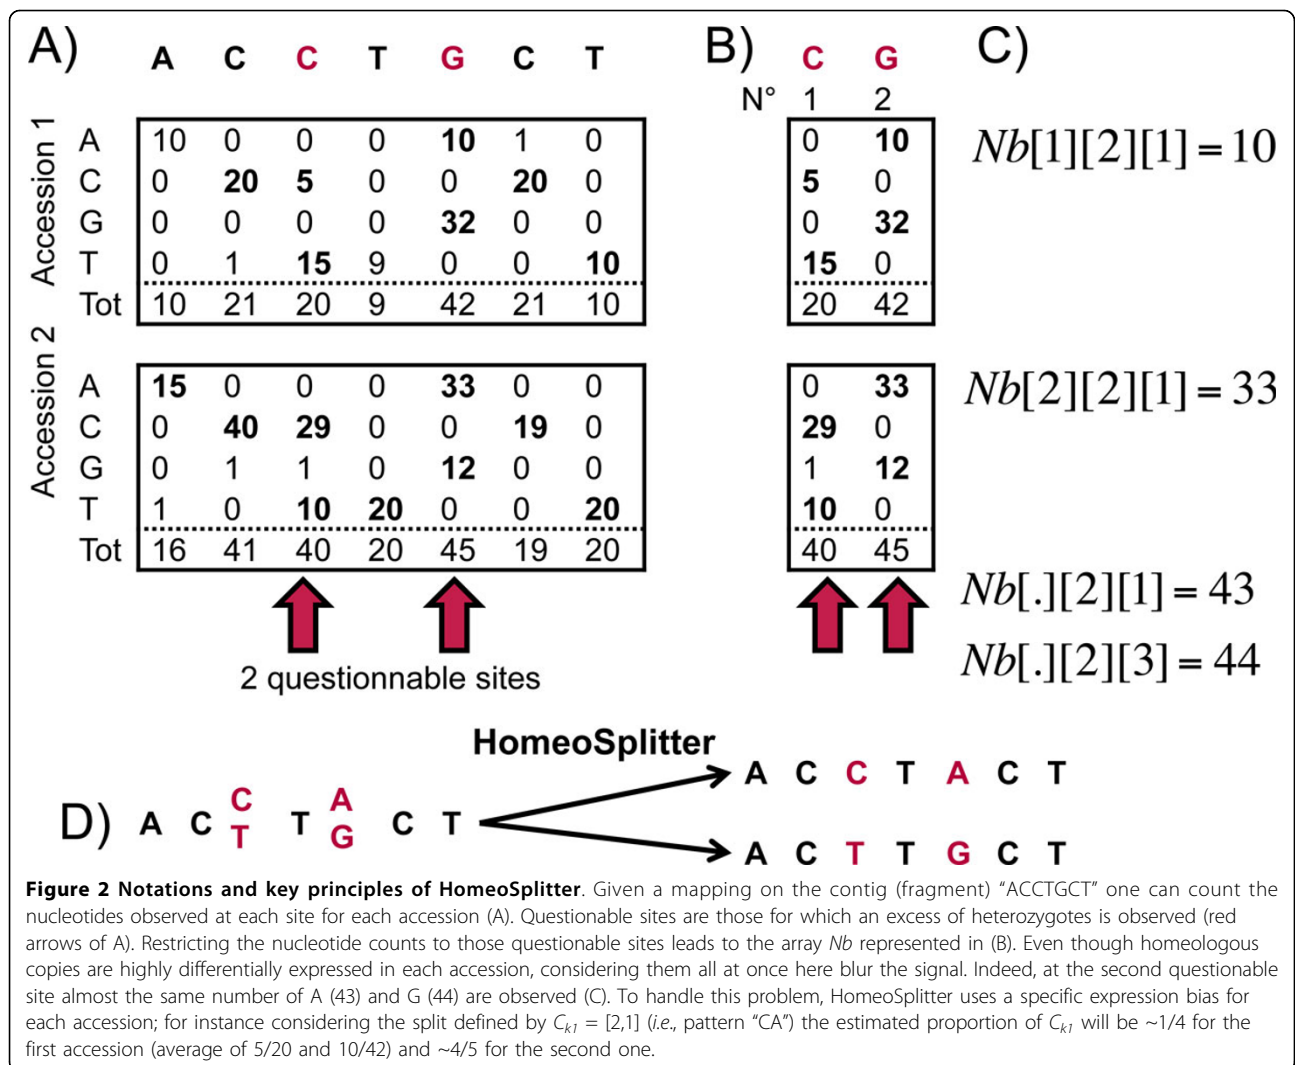 A) A C C T G C T
B) C G
N° 1 2
C)
Accession 1
A 10 0 0 0 10 1 0
C 0 20 5 0 0 20 0
G 0 0 0 0 32 0 0
T 0 1 15 9 0 0 10
Tot 10 21 20 9 42 21 10
0 10
5 0
0 32
15 0
20 42
Nb[1][2][1] = 10
Accession 2
A 15 0 0 0 33 0 0
C 0 40 29 0 0 19 0
G 0 1 1 0 12 0 0
T 1 0 10 20 0 0 20
Tot 16 41 40 20 45 19 20
0 33
29 0
1 12
10 0
40 45
Nb[2][2][1] = 33
2 questionnable sites
Nb[.][2][1] = 43
Nb[.][2][3] = 44
HomeoSplitter
D) A C C/T T A/G C T
A C C T A C T
A C T T G C T
Figure 2 Notations and key principles of HomeoSplitter. Given a mapping on the contig (fragment) “ACCTGCT” one can count the
nucleotides observed at each site for each accession (A). Questionable sites are those for which an excess of heterozygotes is observed (red
arrows of A). Restricting the nucleotide counts to those questionable sites leads to the array Nb represented in (B). Even though homeologous
copies are highly differentially expressed in each accession, considering them all at once here blur the signal. Indeed, at the second questionable
site almost the same number of A (43) and G (44) are observed (C). To handle this problem, HomeoSplitter uses a specific expression bias for
each accession; for instance considering the split defined by Ck1 = [2,1] (i.e., pattern “CA”) the estimated proportion of Ck1 will be ~1/4 for the
first accession (average of 5/20 and 10/42) and ~4/5 for the second one.